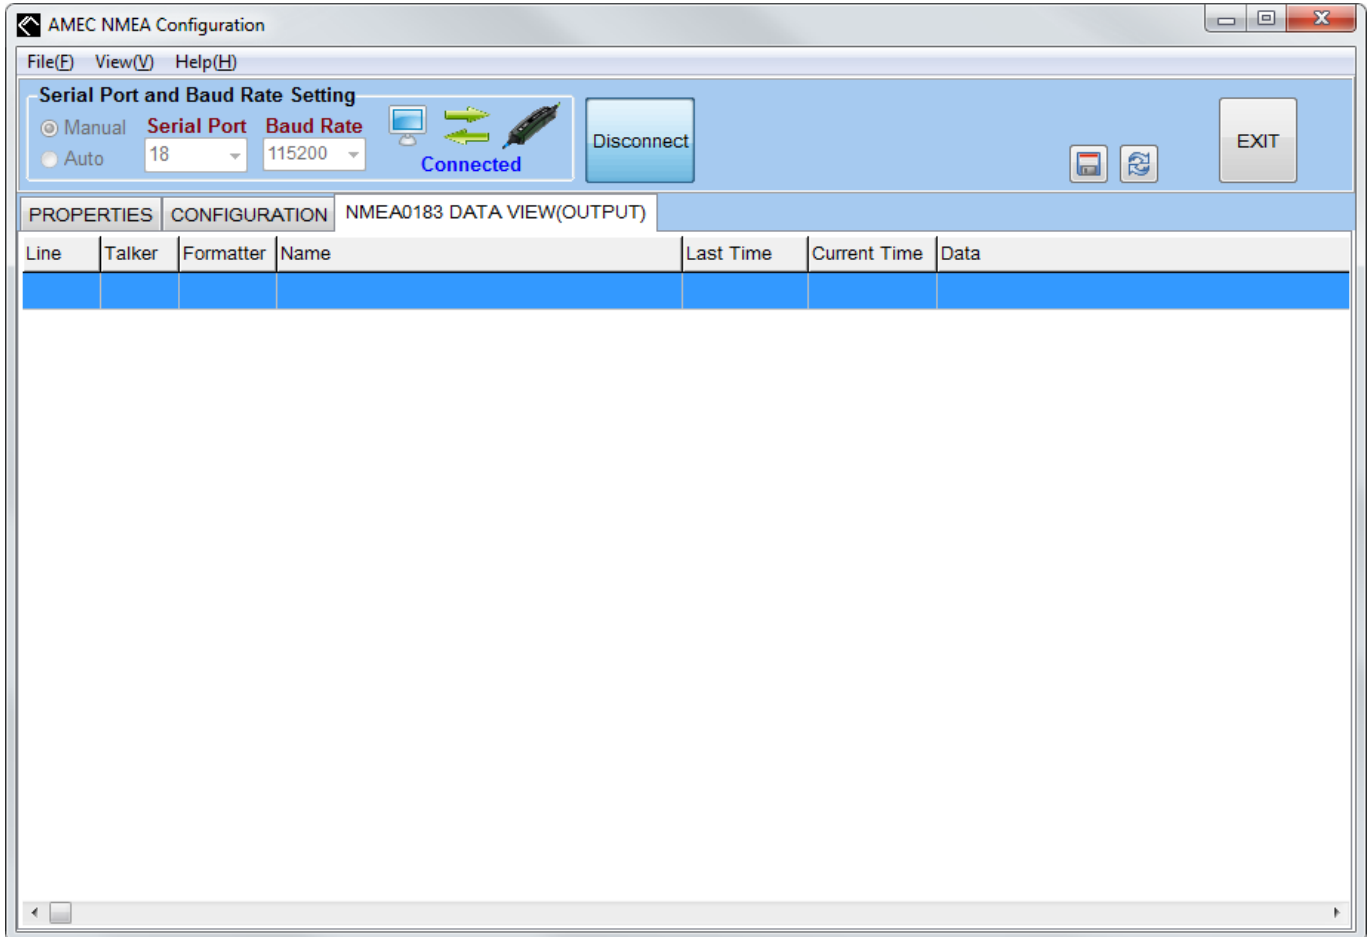 AMEC NMEA Configuration
File(F) View(V) Help(H)
Serial Port and Baud Rate Setting
Manual Serial Port Baud Rate
Auto 18 115200
Connected
Disconnect
EXIT
PROPERTIES CONFIGURATION NMEA0183 DATA VIEW(OUTPUT)
Line Talker Formatter Name Last Time Current Time Data